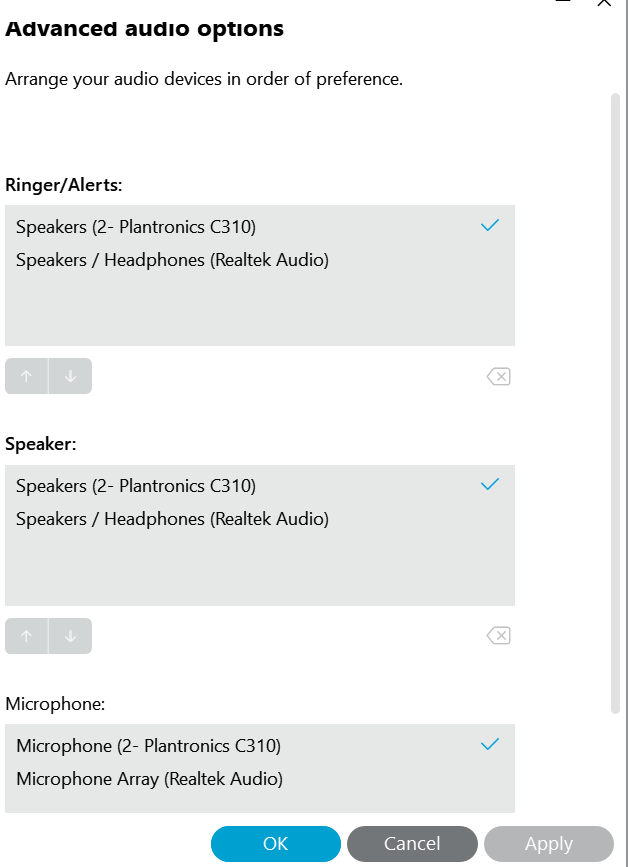 Advanced audio options
Arrange your audio devices in order of preference.
Ringer/Alerts:
Speakers (2- Plantronics C310)
Speakers / Headphones (Realtek Audio)
Speaker:
Speakers (2- Plantronics C310)
Speakers / Headphones (Realtek Audio)
Microphone:
Microphone (2- Plantronics C310)
Microphone Array (Realtek Audio)
OK
Cancel
Apply